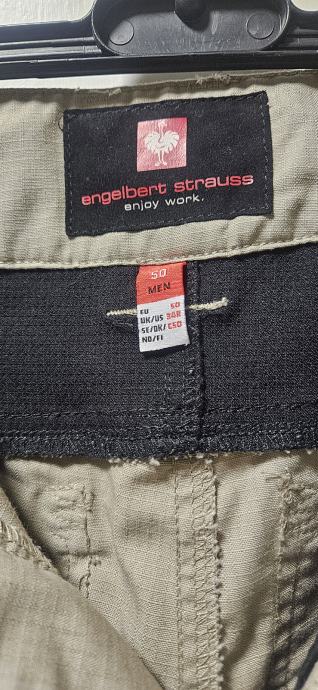 engelbert strauss
enjoy work.
50
MEN
EU 50
UK/US 34R
SE/DK/ C50
NO/FI